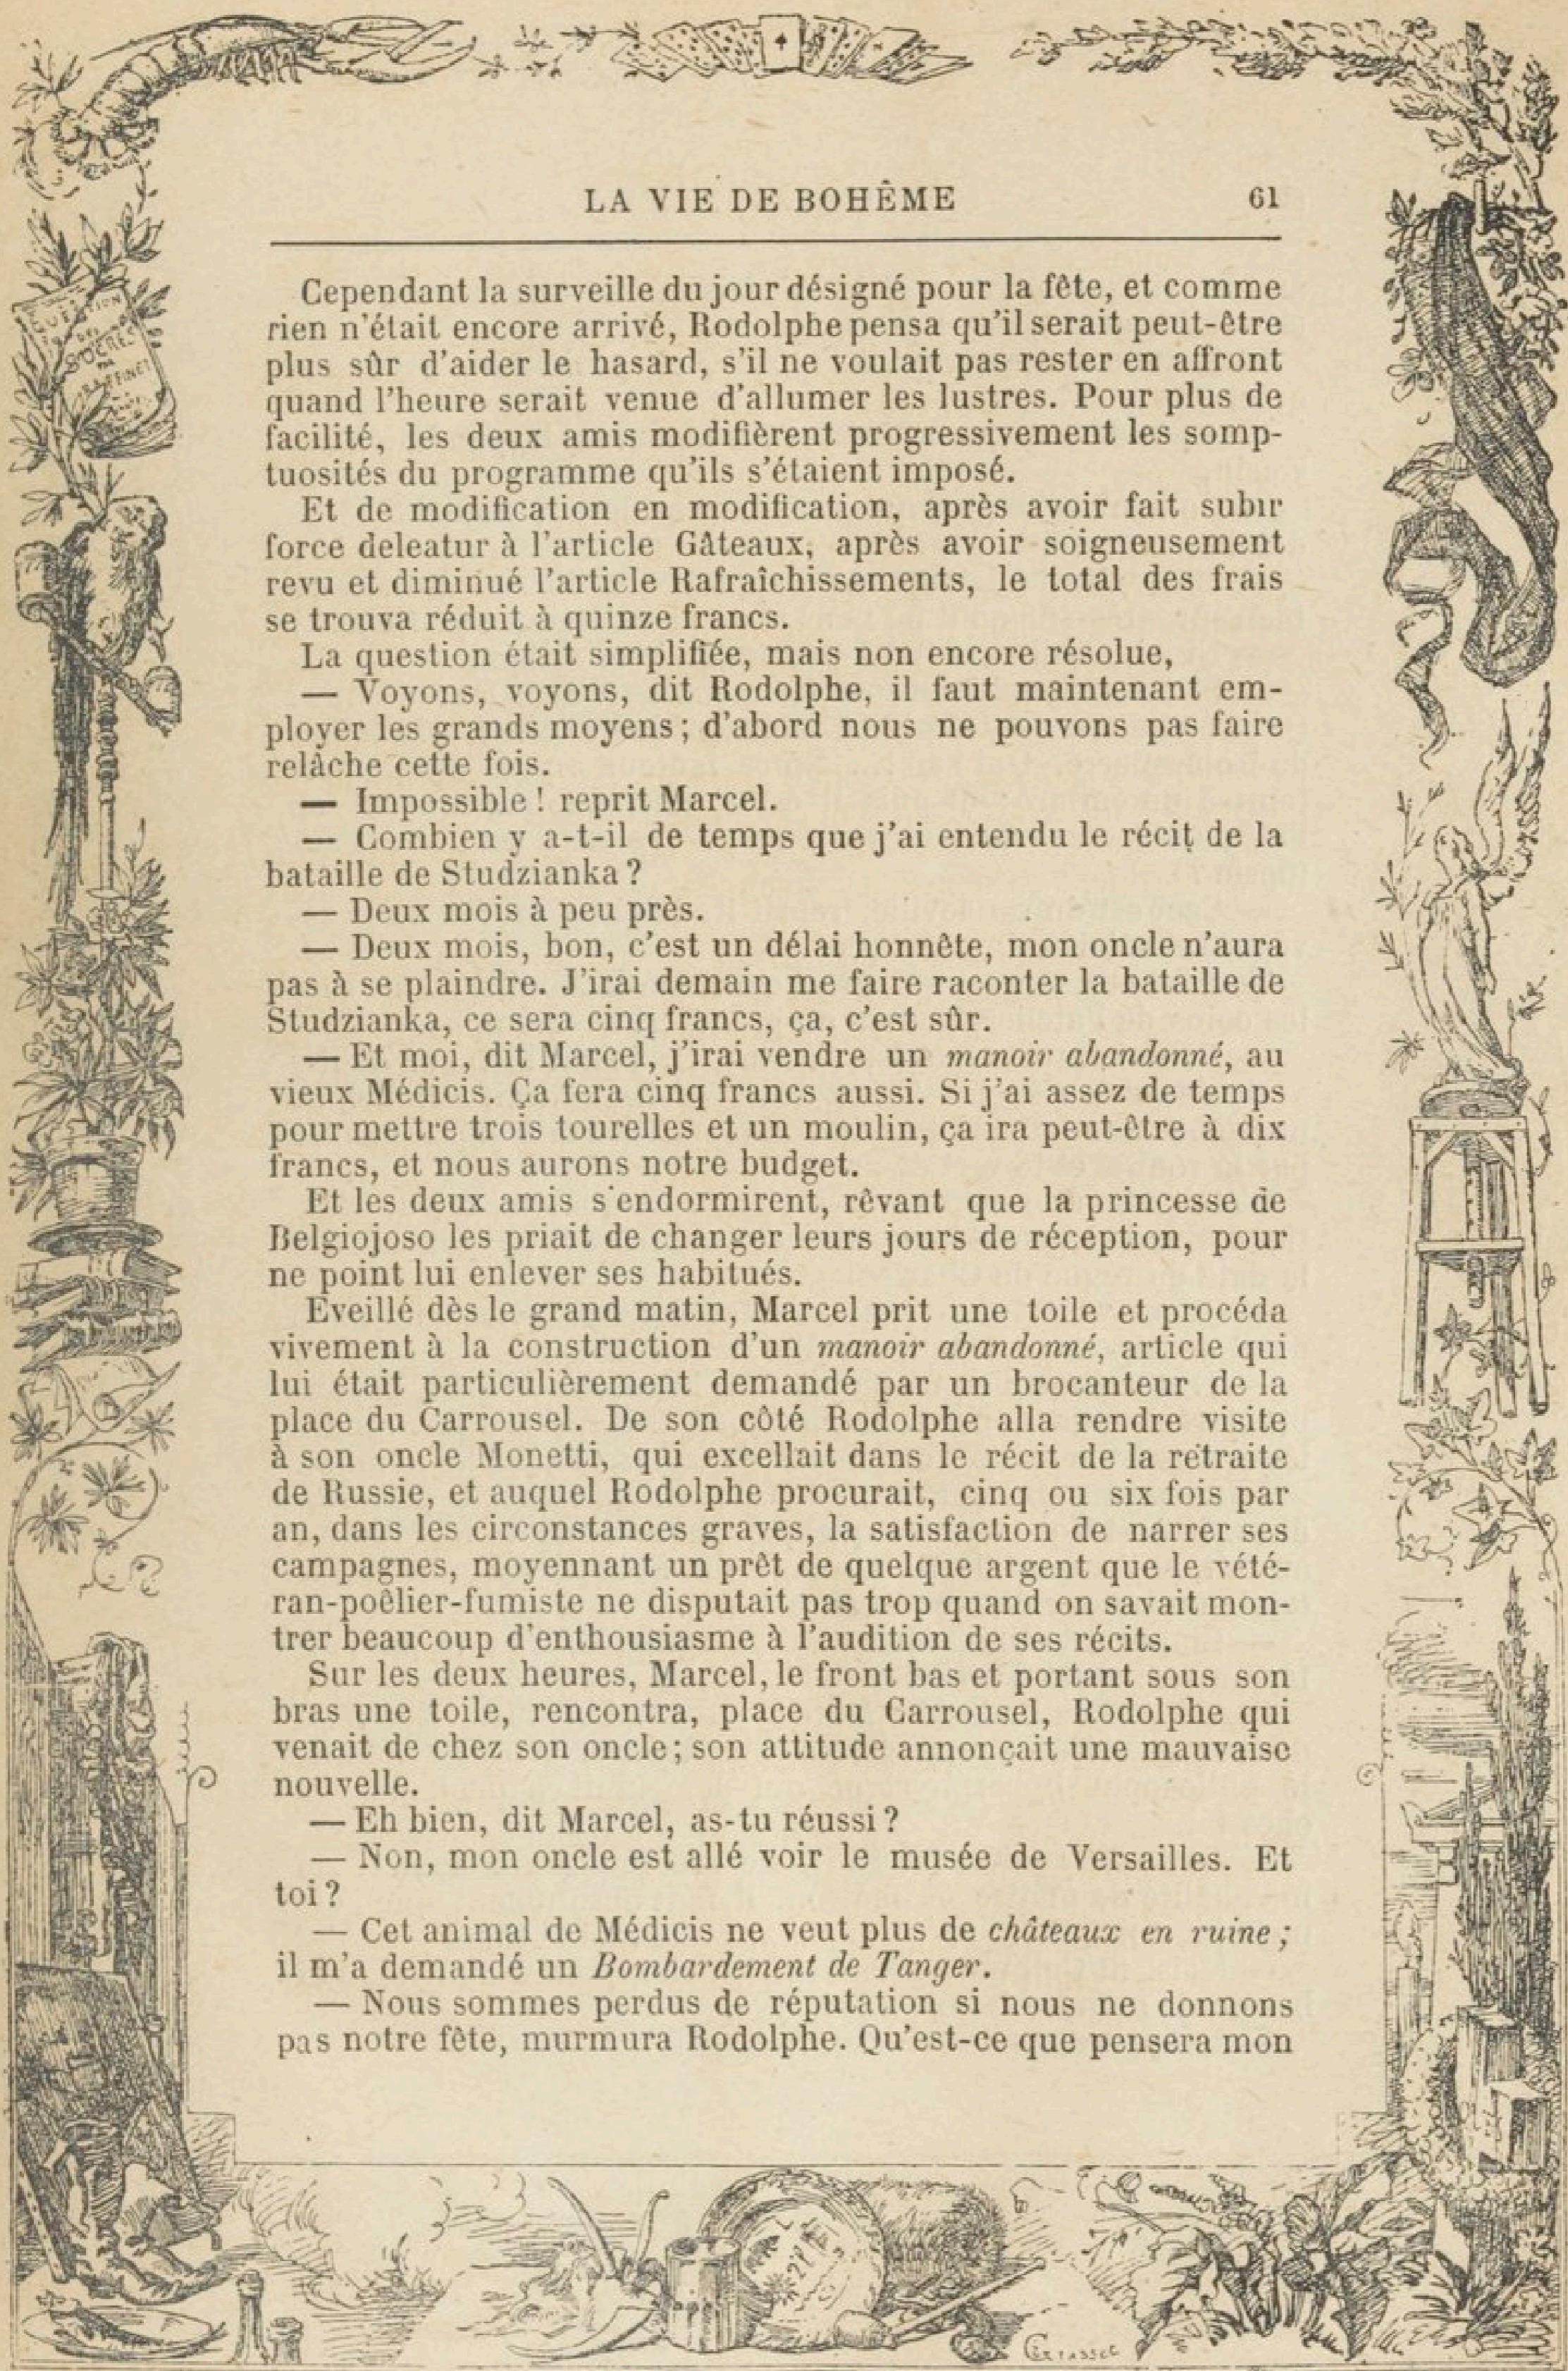 LA VIE DE BOHÊME 61
Cependant la surveille du jour désigné pour la fête, et comme
rien n'était encore arrivé, Rodolphe pensa qu'il serait peut-être
plus sûr d'aider le hasard, s'il ne voulait pas rester en affront
quand l'heure serait venue d'allumer les lustres. Pour plus de
facilité, les deux amis modifièrent progressivement les somp-
tuosités du programme qu'ils s'étaient imposé.
Et de modification en modification, après avoir fait subir
force deleatur à l'article Gâteaux, après avoir soigneusement
revu et diminué l'article Rafraîchissements, le total des frais
se trouva réduit à quinze francs.
La question était simplifiée, mais non encore résolue,
— Voyons, voyons, dit Rodolphe, il faut maintenant em-
ployer les grands moyens ; d'abord nous ne pouvons pas faire
relâche cette fois.
— Impossible ! reprit Marcel.
— Combien y a-t-il de temps que j'ai entendu le récit de la
bataille de Studzianka ?
— Deux mois à peu près.
— Deux mois, bon, c'est un délai honnête, mon oncle n'aura
pas à se plaindre. J'irai demain me faire raconter la bataille de
Studzianka, ce sera cinq francs, ça, c'est sûr.
— Et moi, dit Marcel, j'irai vendre un manoir abandonné, au
vieux Médicis. Ça fera cinq francs aussi. Si j'ai assez de temps
pour mettre trois tourelles et un moulin, ça ira peut-être à dix
francs, et nous aurons notre budget.
Et les deux amis s'endormirent, rêvant que la princesse de
Belgiojoso les priait de changer leurs jours de réception, pour
ne point lui enlever ses habitués.
Eveillé dès le grand matin, Marcel prit une toile et procéda
vivement à la construction d'un manoir abandonné, article qui
lui était particulièrement demandé par un brocanteur de la
place du Carrousel. De son côté Rodolphe alla rendre visite
à son oncle Monetti, qui excellait dans le récit de la retraite
de Russie, et auquel Rodolphe procurait, cinq ou six fois par
an, dans les circonstances graves, la satisfaction de narrer ses
campagnes, moyennant un prêt de quelque argent que le vété-
ran-poêlier-fumiste ne disputait pas trop quand on savait mon-
trer beaucoup d'enthousiasme à l'audition de ses récits.
Sur les deux heures, Marcel, le front bas et portant sous son
bras une toile, rencontra, place du Carrousel, Rodolphe qui
venait de chez son oncle ; son attitude annonçait une mauvaise
nouvelle.
— Eh bien, dit Marcel, as-tu réussi ?
— Non, mon oncle est allé voir le musée de Versailles. Et
toi ?
— Cet animal de Médicis ne veut plus de châteaux en ruine ;
il m'a demandé un Bombardement de Tanger.
— Nous sommes perdus de réputation si nous ne donnons
pas notre fête, murmura Rodolphe. Qu'est-ce que pensera mon